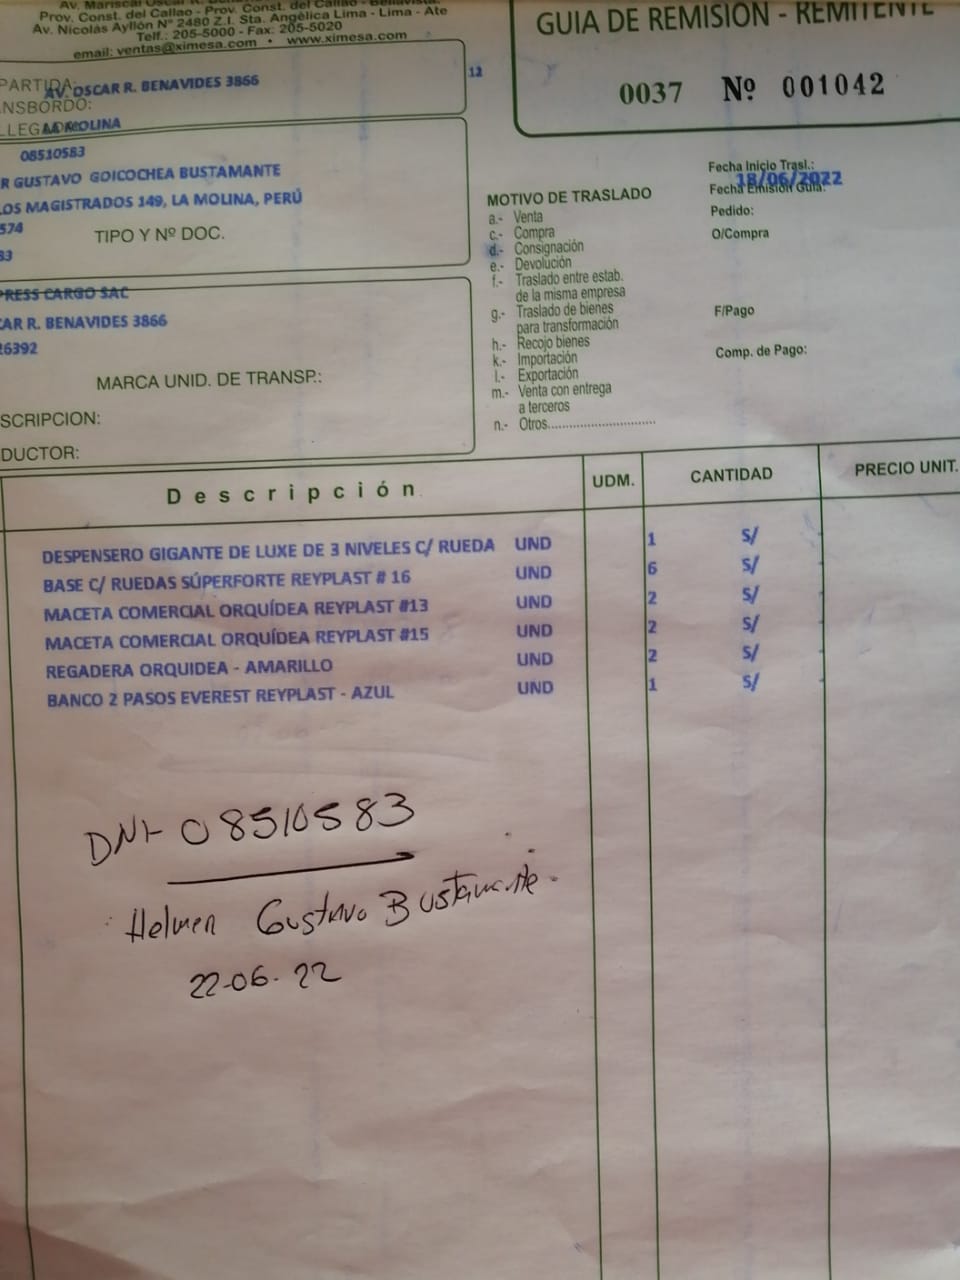 Prov. Const. del Callao - Prov. Const. del Callao - Bellavista.
Av. Nicolas Ayllón Nº 2480 Z.I. Sta. Angélica Lima - Lima - Ate
Telf.: 205-5000 - Fax: 205-5020
email: ventas@ximesa.com • www.ximesa.com
GUIA DE REMISION - REMITENTE
0037 Nº 001042
PARTIDA:
AV. OSCAR R. BENAVIDES 3866
12
NSBORDO:
LLEGADA:
LA MOLINA
08510583
R GUSTAVO GOICOCHEA BUSTAMANTE
OS MAGISTRADOS 149, LA MOLINA, PERÚ
574
TIPO Y Nº DOC.
83
PRESS CARGO SAC
CAR R. BENAVIDES 3866
26392
MARCA UNID. DE TRANSP.:
SCRIPCION:
DUCTOR:
MOTIVO DE TRASLADO
a.- Venta
c.- Compra
d.- Consignación
e.- Devolución
f.- Traslado entre estab.
de la misma empresa
g.- Traslado de bienes
para transformación
h.- Recojo bienes
k.- Importación
l.- Exportación
m.- Venta con entrega
a terceros
n.- Otros..............................
Fecha Inicio Trasl.:
18/06/2022
Fecha Emisión Guía:
Pedido:
O/Compra
F/Pago
Comp. de Pago:
Descripción UDM. CANTIDAD PRECIO UNIT.
DESPENSERO GIGANTE DE LUXE DE 3 NIVELES C/ RUEDA UND 1 S/
BASE C/ RUEDAS SÚPERFORTE REYPLAST # 16 UND 6 S/
MACETA COMERCIAL ORQUÍDEA REYPLAST #13 UND 2 S/
MACETA COMERCIAL ORQUÍDEA REYPLAST #15 UND 2 S/
REGADERA ORQUIDEA - AMARILLO UND 2 S/
BANCO 2 PASOS EVEREST REYPLAST - AZUL UND 1 S/
DNI- 08510583
Helmer Gustavo Bustamante.
22-06-22